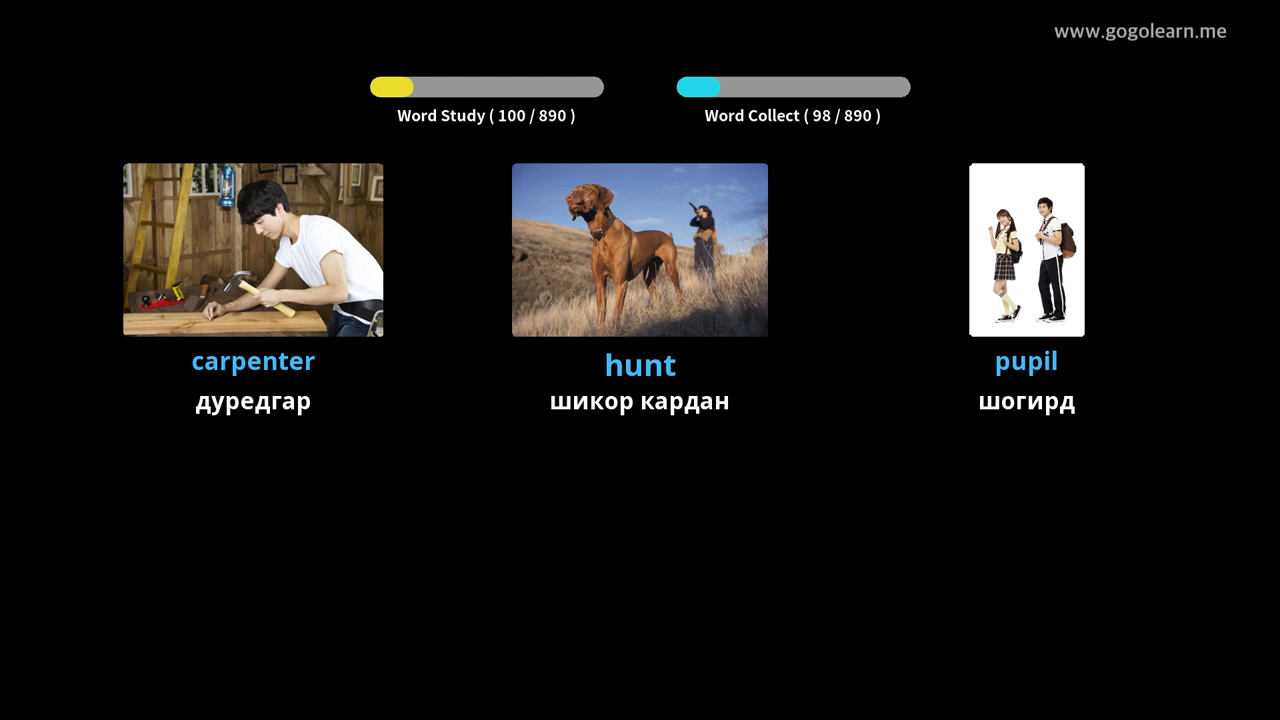 www.gogolearn.me
Word Study ( 100 / 890 )
Word Collect ( 98 / 890 )
carpenter
дуредгар
hunt
шикор кардан
pupil
шогирд